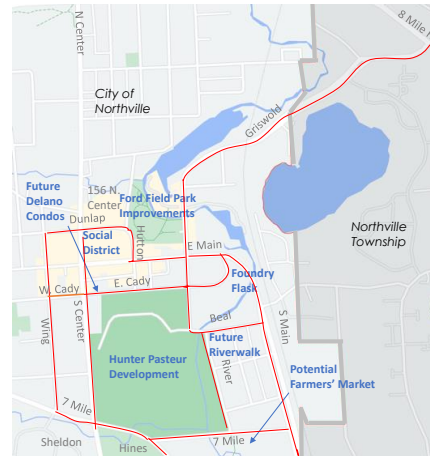 N Center
8 Mile
City of
Northville
Griswold
Future
Delano
Condos
156 N.
Center
Ford Field Park
Improvements
Dunlap
Hutton
Northville
Township
Social
District
E Main
Foundry
Flask
W. Cady
E. Cady
Wing
S Center
Beal
S Main
Future
Riverwalk
Hunter Pasteur
Development
River
Potential
Farmers' Market
7 Mile
Sheldon
Hines
7 Mile